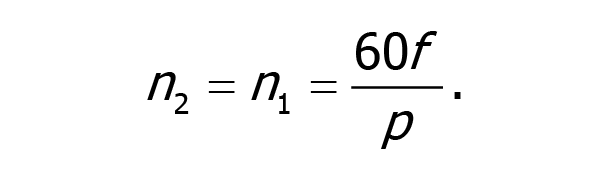 n₂ = n₁ = 60f/p.